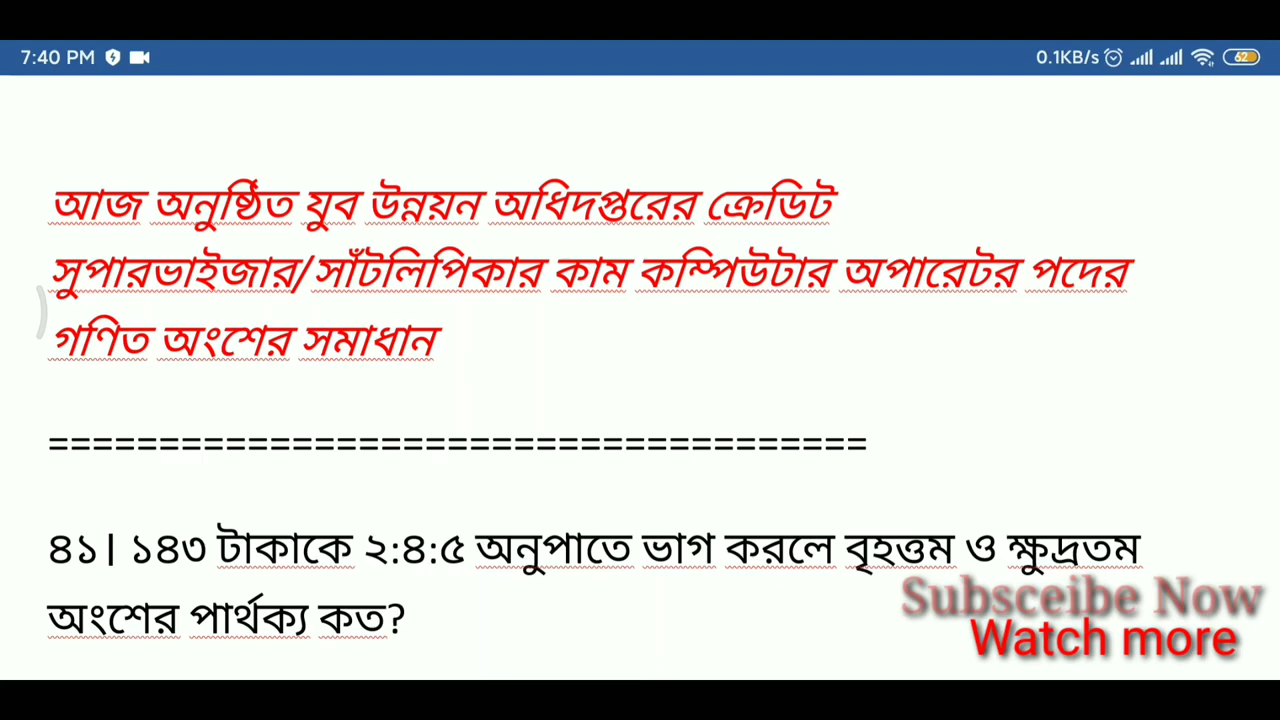 7:40 PM 0.1KB/s 62
আজ অনুষ্ঠিত যুব উন্নয়ন অধিদপ্তরের ক্রেডিট
সুপারভাইজার/সাঁটলিপিকার কাম কম্পিউটার অপারেটর পদের
গণিত অংশের সমাধান
=====================================
৪১। ১৪৩ টাকাকে ২:৪:৫ অনুপাতে ভাগ করলে বৃহত্তম ও ক্ষুদ্রতম
অংশের পার্থক্য কত?
Subsceibe Now
Watch more